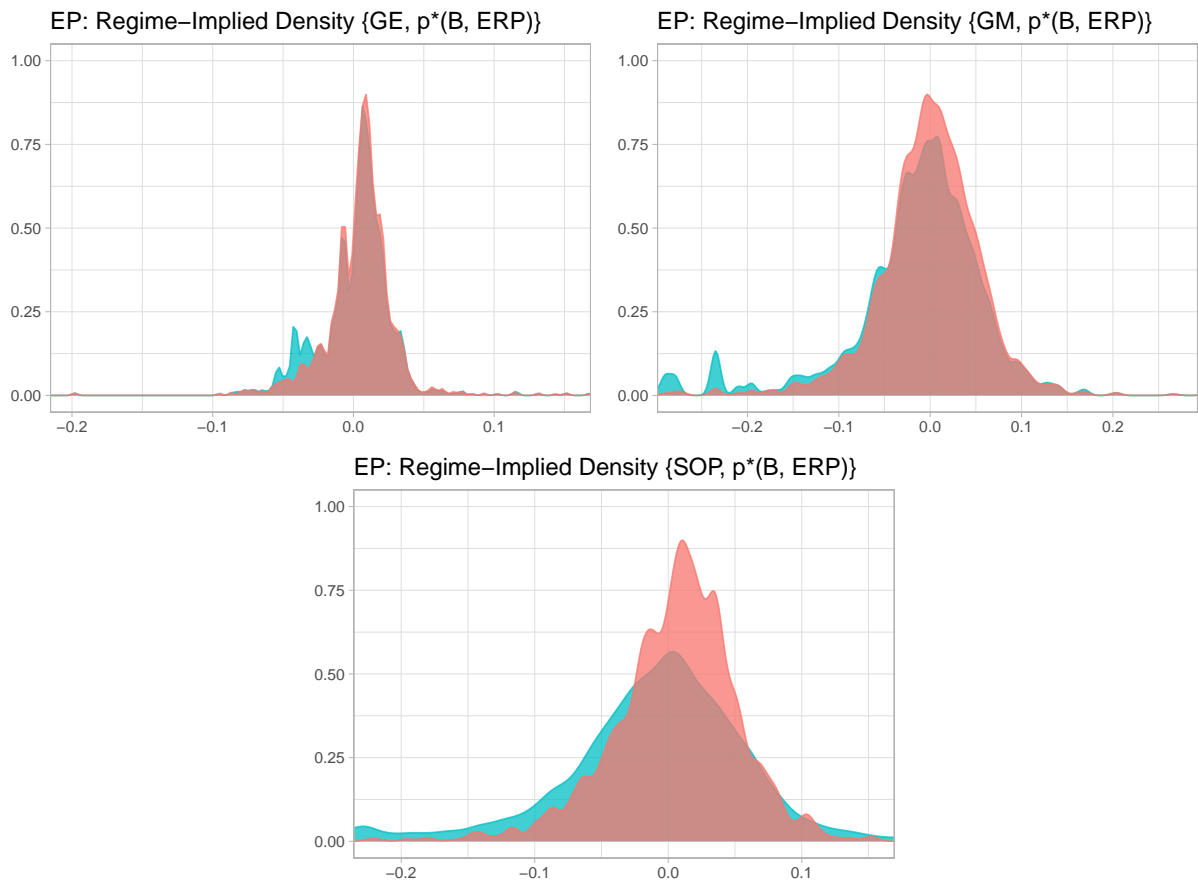 EP: Regime−Implied Density {GE, p*(B, ERP)}
1.00
0.75
0.50
0.25
0.00
−0.2 −0.1 0.0 0.1
EP: Regime−Implied Density {GM, p*(B, ERP)}
1.00
0.75
0.50
0.25
0.00
−0.2 −0.1 0.0 0.1 0.2
EP: Regime−Implied Density {SOP, p*(B, ERP)}
1.00
0.75
0.50
0.25
0.00
−0.2 −0.1 0.0 0.1